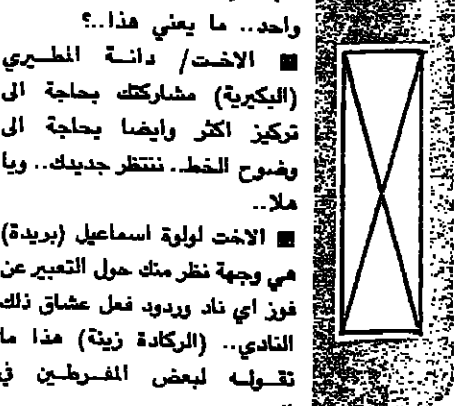 واحد.. ما يعني هذا..؟
■ الاخت/ دانة المطيري
(البكيرية) مشاركتك بحاجة الى
تركيز اكثر وايضا بحاجة الى
وضوح الخط.. ننتظر جديدك.. ويا
هلا..
■ الاخت لولوة اسماعيل (بريدة)
هي وجهة نظر منك حول التعبير عن
فوز اي ناد وردود فعل عشاق ذلك
النادي.. (الركادة زينة) هذا ما
نقوله لبعض المفرطين في